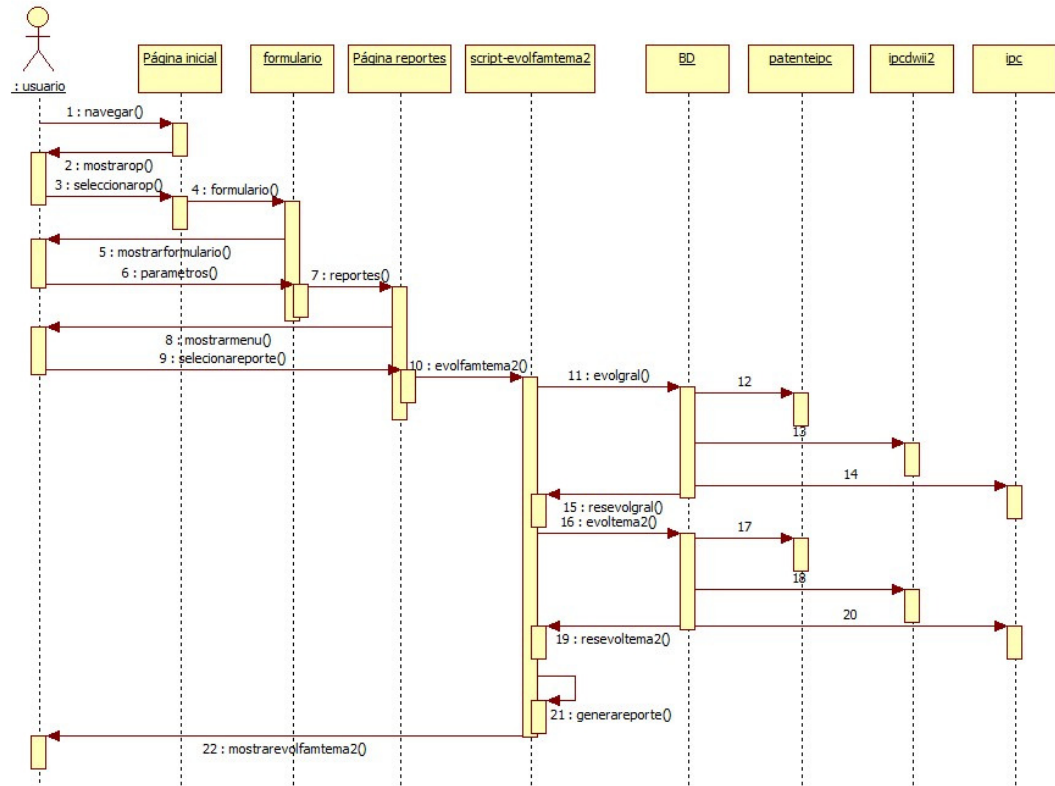 : usuario
Página inicial
formulario
Página reportes
script-evolfamtema2
BD
patenteipc
ipcdwii2
ipc
1 : navegar()
2 : mostrarop()
3 : seleccionarop()
4 : formulario()
5 : mostrarformulario()
6 : parametros()
7 : reportes()
8 : mostrarmenu()
9 : selecionareporte()
10 : evolfamtema2()
11 : evolgral()
12
13
14
15 : resevolgral()
16 : evoltema2()
17
18
20
19 : resevoltema2()
21 : generareporte()
22 : mostrarevolfamtema2()